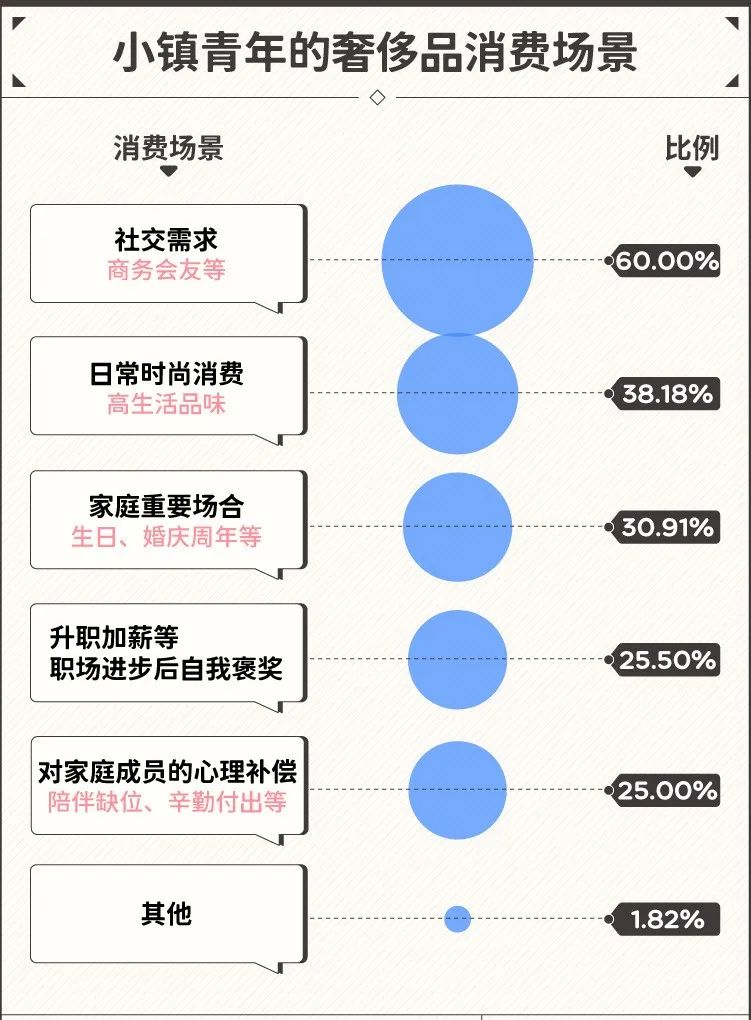 小镇青年的奢侈品消费场景
消费场景
比例
社交需求
商务会友等
60.00%
日常时尚消费
高生活品味
38.18%
家庭重要场合
生日、婚庆周年等
30.91%
升职加薪等
职场进步后自我褒奖
25.50%
对家庭成员的心理补偿
陪伴缺位、辛勤付出等
25.00%
其他
1.82%